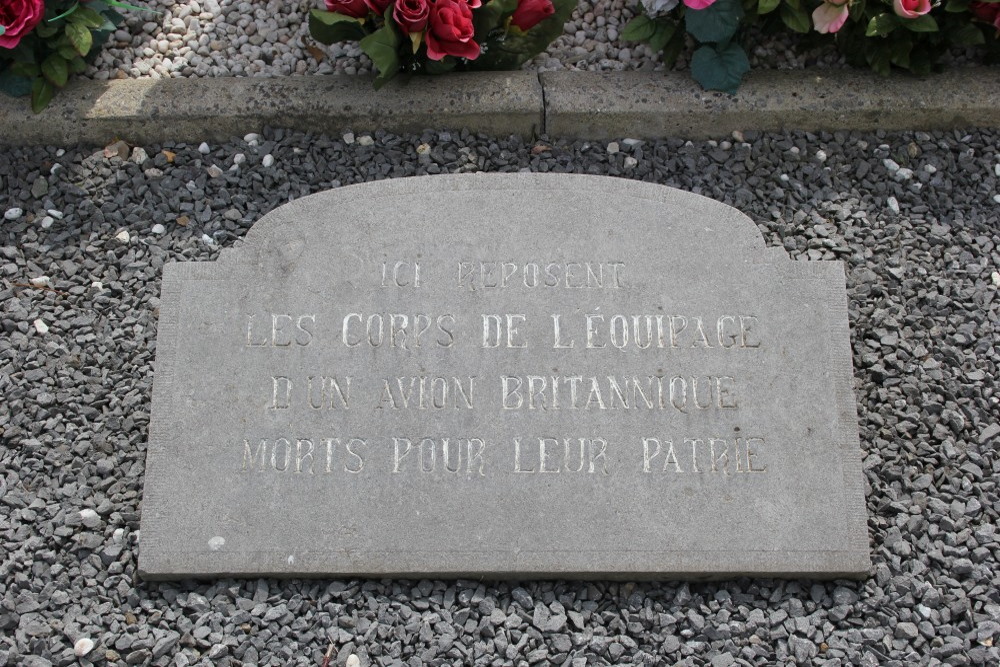 ICI REPOSENT
LES CORPS DE L'ÉQUIPAGE
D'UN AVION BRITANNIQUE
MORTS POUR LEUR PATRIE